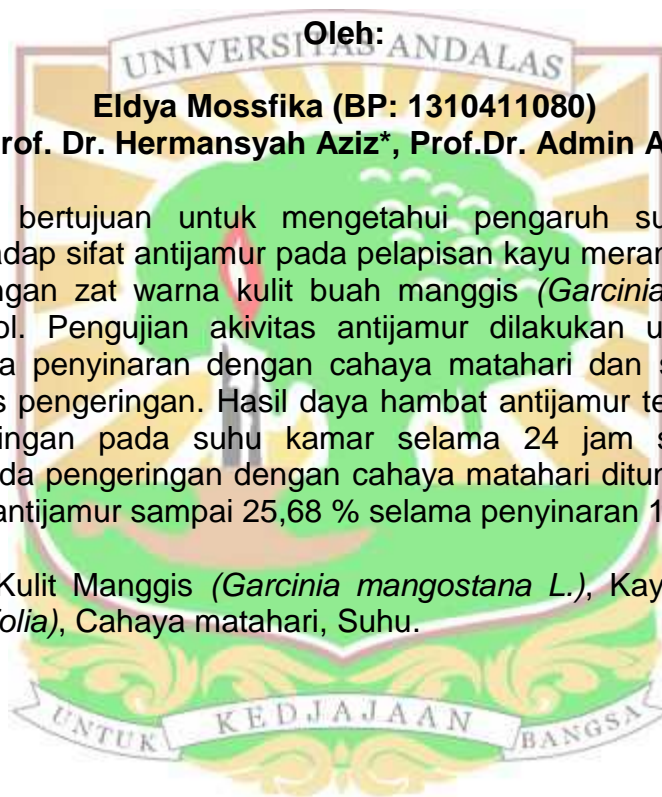 Oleh:
UNIVERSITAS ANDALAS
Eldya Mossfika (BP: 1310411080)
rof. Dr. Hermansyah Aziz*, Prof.Dr. Admin A
bertujuan untuk mengetahui pengaruh su
adap sifat antijamur pada pelapisan kayu meran
ngan zat warna kulit buah manggis (Garcinia
ol. Pengujian akivitas antijamur dilakukan u
a penyinaran dengan cahaya matahari dan s
s pengeringan. Hasil daya hambat antijamur te
ingan pada suhu kamar selama 24 jam s
da pengeringan dengan cahaya matahari ditun
antijamur sampai 25,68 % selama penyinaran 1
Kulit Manggis (Garcinia mangostana L.), Kay
folia), Cahaya matahari, Suhu.
UNTUK KEDJAJAAN BANGSA